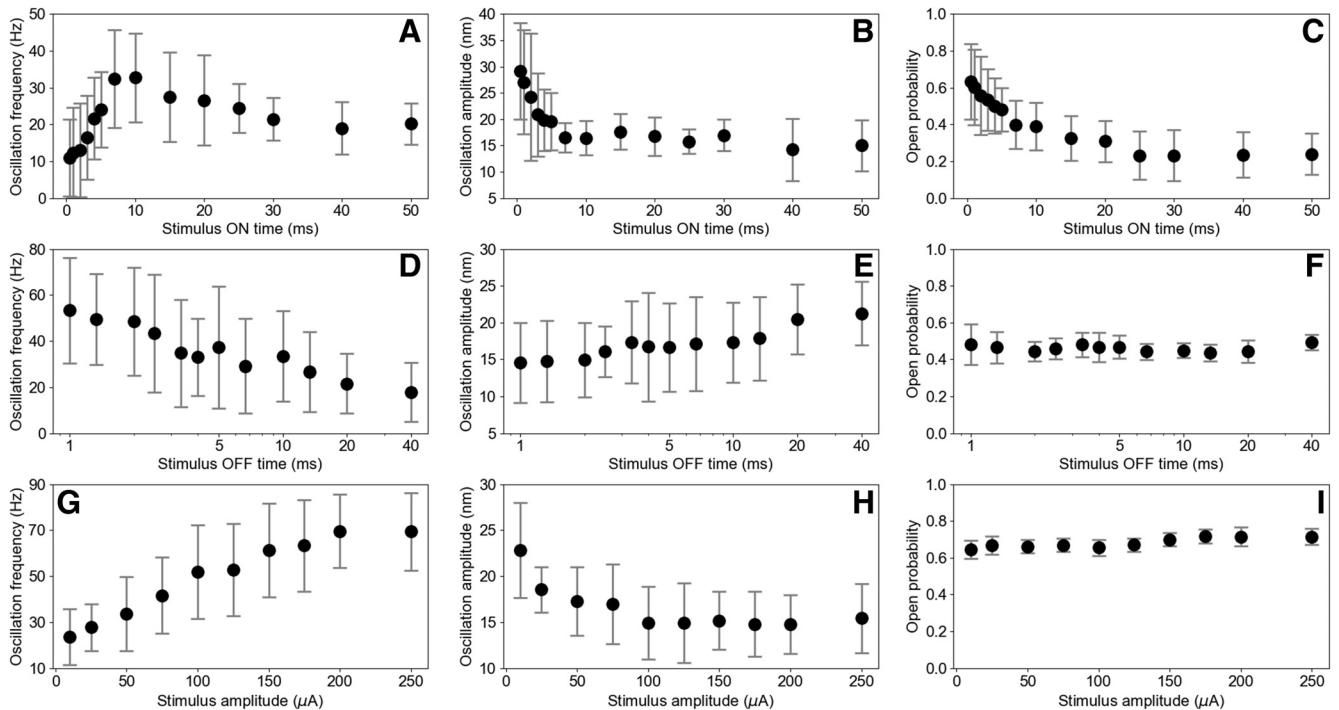 A
Oscillation frequency (Hz)
50
40
30
20
10
0
0 10 20 30 40 50
Stimulus ON time (ms)
B
Oscillation amplitude (nm)
40
35
30
25
20
15
10
5
0 10 20 30 40 50
Stimulus ON time (ms)
C
Open probability
1.0
0.8
0.6
0.4
0.2
0.0
0 10 20 30 40 50
Stimulus ON time (ms)
D
Oscillation frequency (Hz)
80
60
40
20
0
1 5 10 20 40
Stimulus OFF time (ms)
E
Oscillation amplitude (nm)
30
25
20
15
10
5
1 5 10 20 40
Stimulus OFF time (ms)
F
Open probability
1.0
0.8
0.6
0.4
0.2
0.0
1 5 10 20 40
Stimulus OFF time (ms)
G
Oscillation frequency (Hz)
90
70
50
30
10
0 50 100 150 200 250
Stimulus amplitude (μA)
H
Oscillation amplitude (nm)
30
25
20
15
10
0 50 100 150 200 250
Stimulus amplitude (μA)
I
Open probability
1.0
0.8
0.6
0.4
0.2
0.0
0 50 100 150 200 250
Stimulus amplitude (μA)